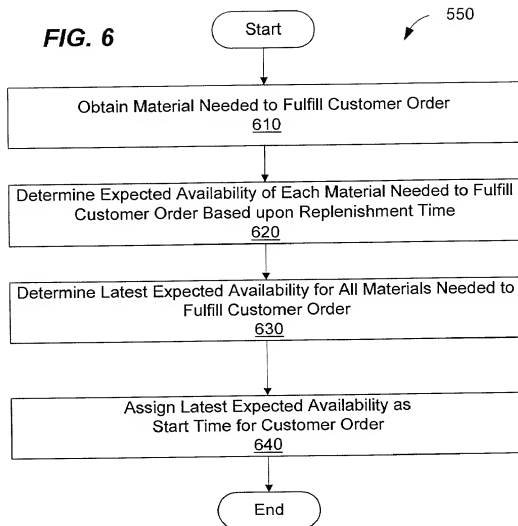 FIG. 6
Start
550
Obtain Material Needed to Fulfill Customer Order
610
Determine Expected Availability of Each Material Needed to Fulfill
Customer Order Based upon Replenishment Time
620
Determine Latest Expected Availability for All Materials Needed to
Fulfill Customer Order
630
Assign Latest Expected Availability as
Start Time for Customer Order
640
End